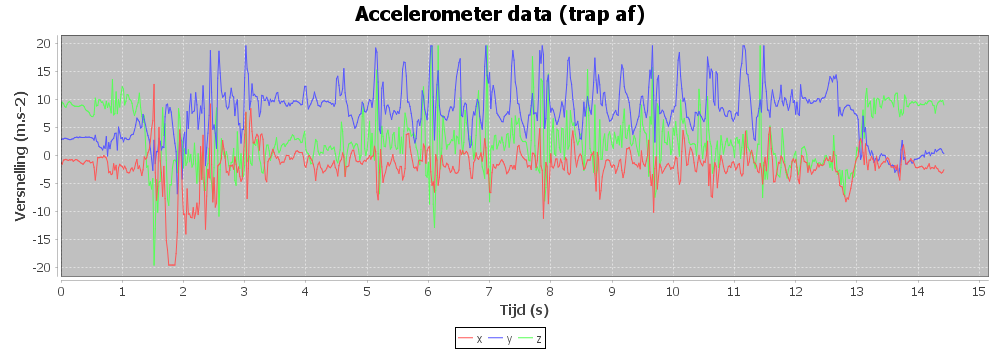 Accelerometer data (trap af)
Versnelling (m.s-2)
20
15
10
5
0
-5
-10
-15
-20
0 1 2 3 4 5 6 7 8 9 10 11 12 13 14 15
Tijd (s)
x y z